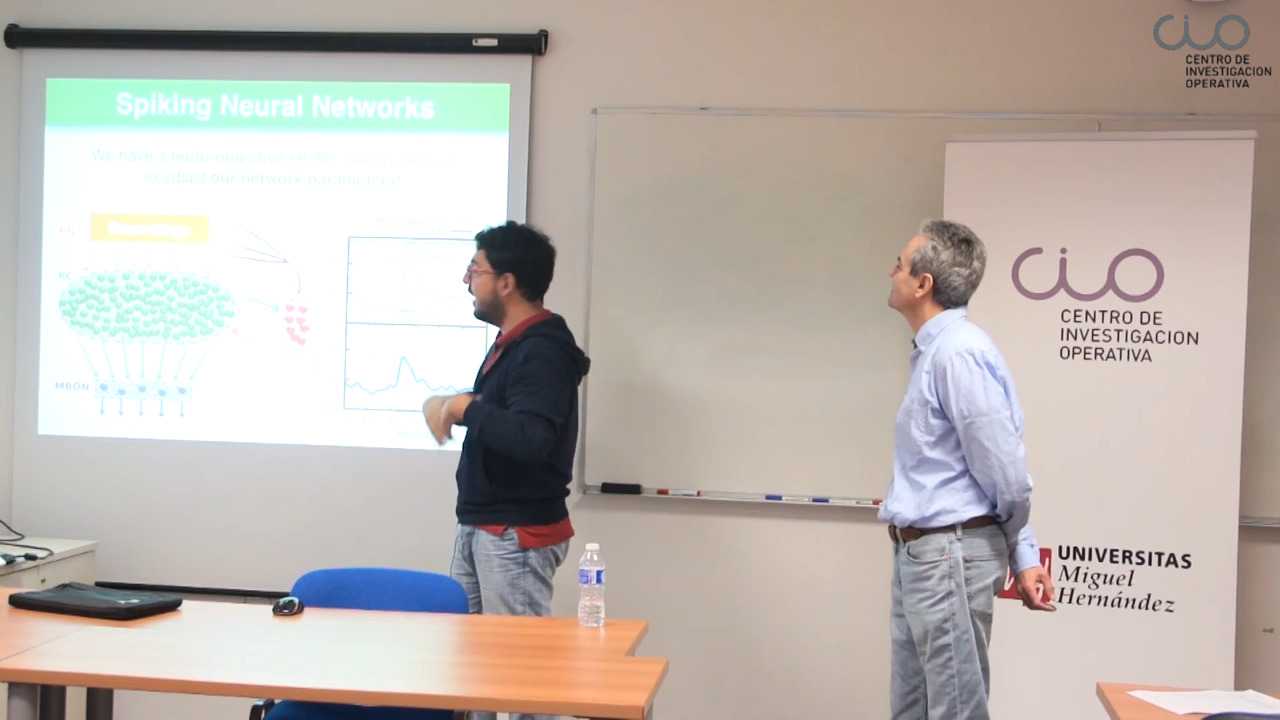 Spiking Neural Networks
We have a multi-objective
to adjust our network parameters!
Recordings
PN
KC
MBON
CIO
CENTRO DE
INVESTIGACION
OPERATIVA
CIO
CENTRO DE
INVESTIGACION
OPERATIVA
UNIVERSITAS
Miguel
Hernández